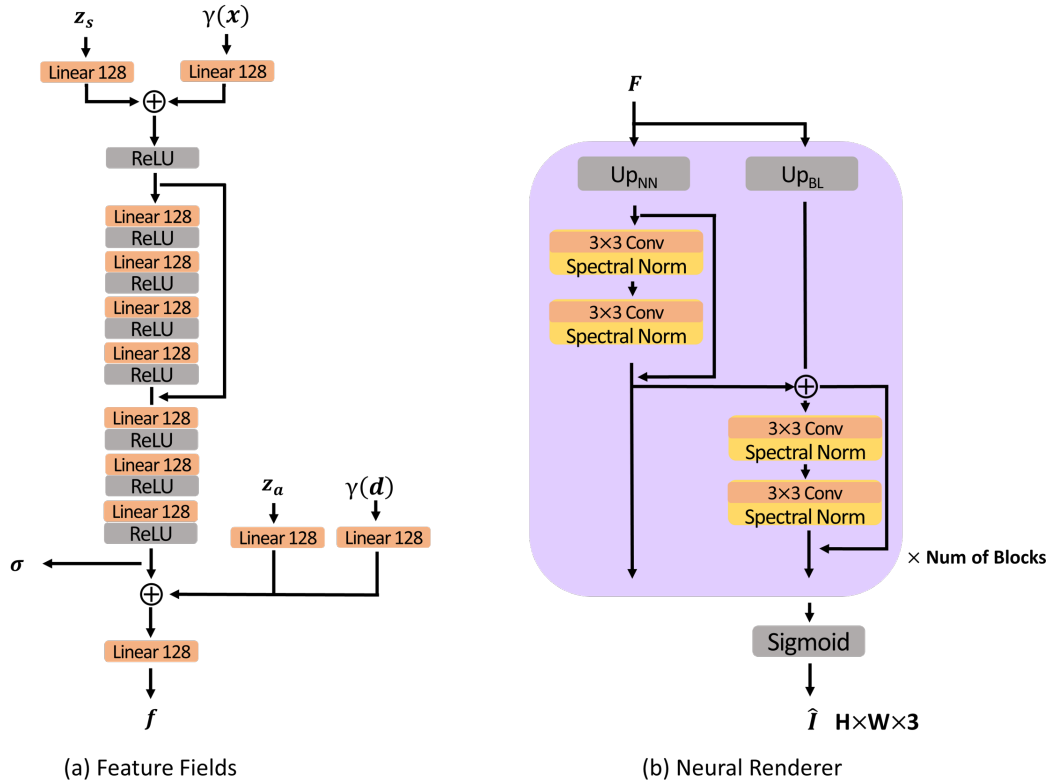 z_s
γ(x)
Linear 128
Linear 128
ReLU
Linear 128
ReLU
Linear 128
ReLU
Linear 128
ReLU
Linear 128
ReLU
Linear 128
ReLU
Linear 128
ReLU
Linear 128
ReLU
z_a
γ(d)
Linear 128
Linear 128
σ
Linear 128
f
(a) Feature Fields
F
Up_NN
Up_BL
3×3 Conv
Spectral Norm
3×3 Conv
Spectral Norm
3×3 Conv
Spectral Norm
3×3 Conv
Spectral Norm
× Num of Blocks
Sigmoid
Î H×W×3
(b) Neural Renderer